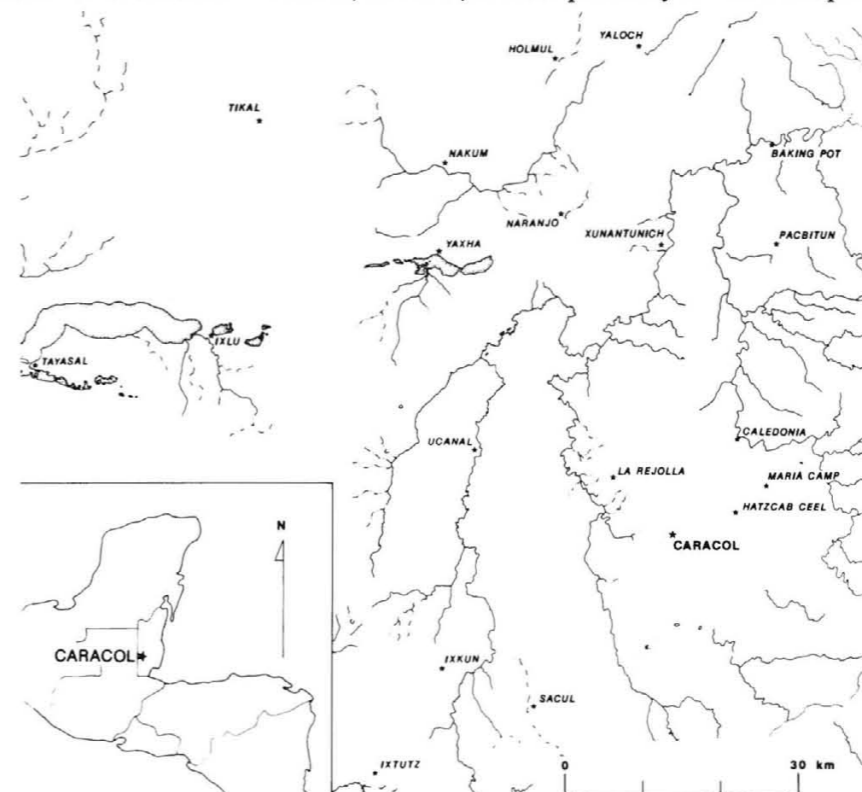 HOLMUL
YALOCH
TIKAL
NAKUM
BAKING POT
NARANJO
XUNANTUNICH
PACBITUN
YAXHA
IXLU
TAYASAL
UCANAL
CALEDONIA
LA REJOLLA
MARIA CAMP
HATZCAB CEEL
CARACOL
N
CARACOL
IXKUN
SACUL
IXTUTZ
0 30 km